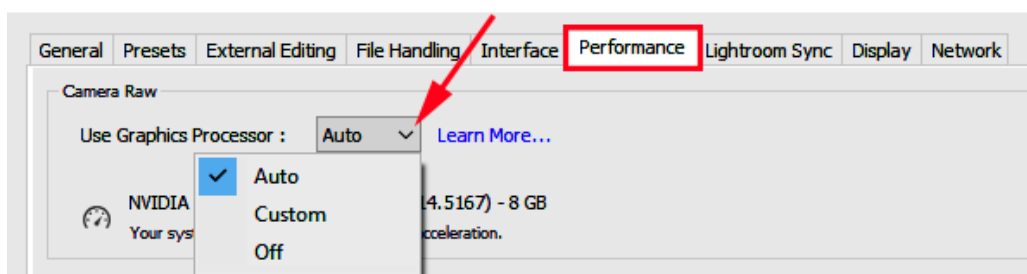 General Presets External Editing File Handling Interface Performance Lightroom Sync Display Network
Camera Raw
Use Graphics Processor : Auto Learn More...
Auto
NVIDIA 14.5167) - 8 GB
Custom
Your sys cceleration.
Off